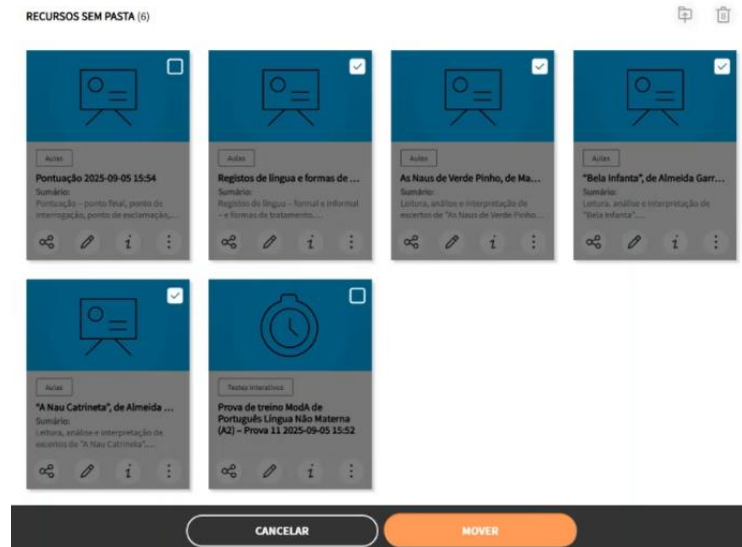 RECURSOS SEM PASTA (6)
Aulas
Pontuação 2025-09-05 15:54
Sumário:
Pontuação – ponto final, ponto de
interrogação, ponto de exclamação,...
Aulas
Registos de língua e formas de ...
Sumário:
Registos de língua – formal e informal
– e formas de tratamento....
Aulas
As Naus de Verde Pinho, de Ma...
Sumário:
Leitura, análise e interpretação de
excertos de "As Naus de Verde Pinho...
Aulas
"Bela Infanta", de Almeida Garr...
Sumário:
Leitura, análise e interpretação de
"Bela Infanta"....
Aulas
"A Nau Catrineta", de Almeida ...
Sumário:
Leitura, análise e interpretação de
excertos de "A Nau Catrineta"....
Testes interativos
Prova de treino ModA de
Português Língua Não Materna
(A2) – Prova 11 2025-09-05 15:52
CANCELAR
MOVER